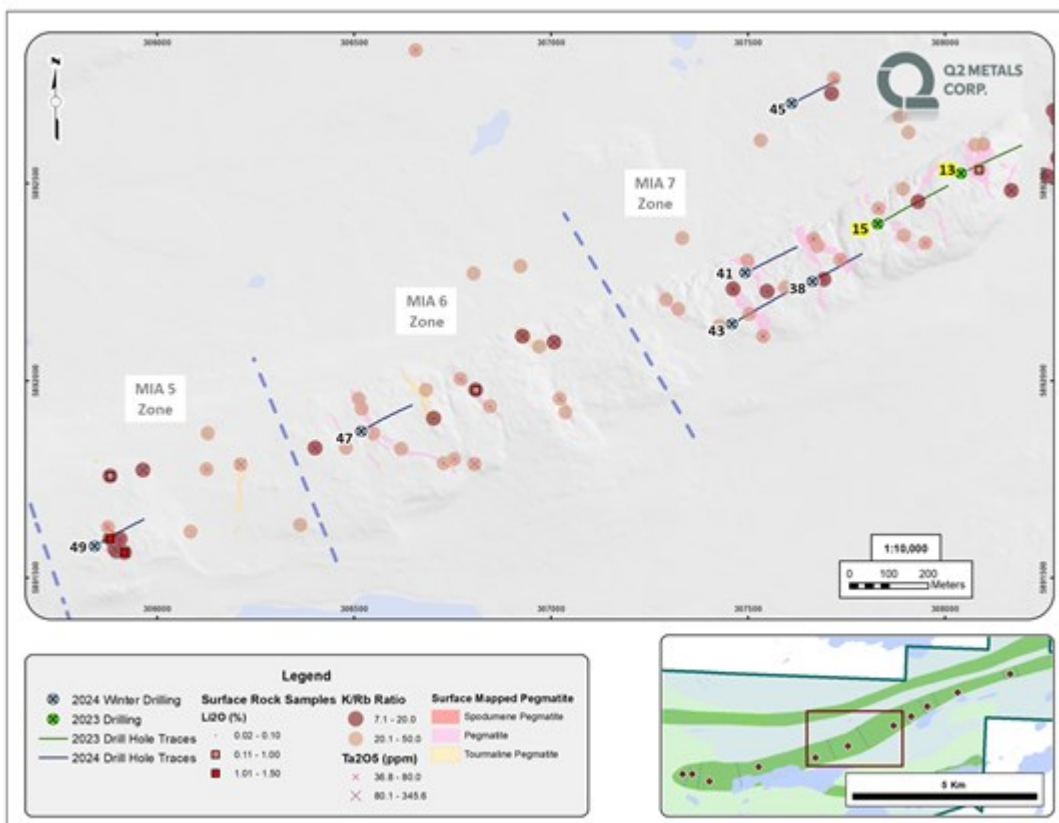 306000
306500
307000
307500
308000
Q2 METALS
CORP.
45
5892500
13
MIA 7
Zone
15
41
38
MIA 6
Zone
43
5892000
MIA 5
Zone
47
49
1:10,000
0 100 200
Meters
5891500
306000
306500
307000
307500
308000
Legend
2024 Winter Drilling
2023 Drilling
2023 Drill Hole Traces
2024 Drill Hole Traces
Surface Rock Samples
Li2O (%)
0.02 - 0.10
0.11 - 1.00
1.01 - 1.50
K/Rb Ratio
7.1 - 20.0
20.1 - 50.0
Ta2O5 (ppm)
36.8 - 80.0
80.1 - 345.6
Surface Mapped Pegmatite
Spodumene Pegmatite
Pegmatite
Tourmaline Pegmatite
5 Km